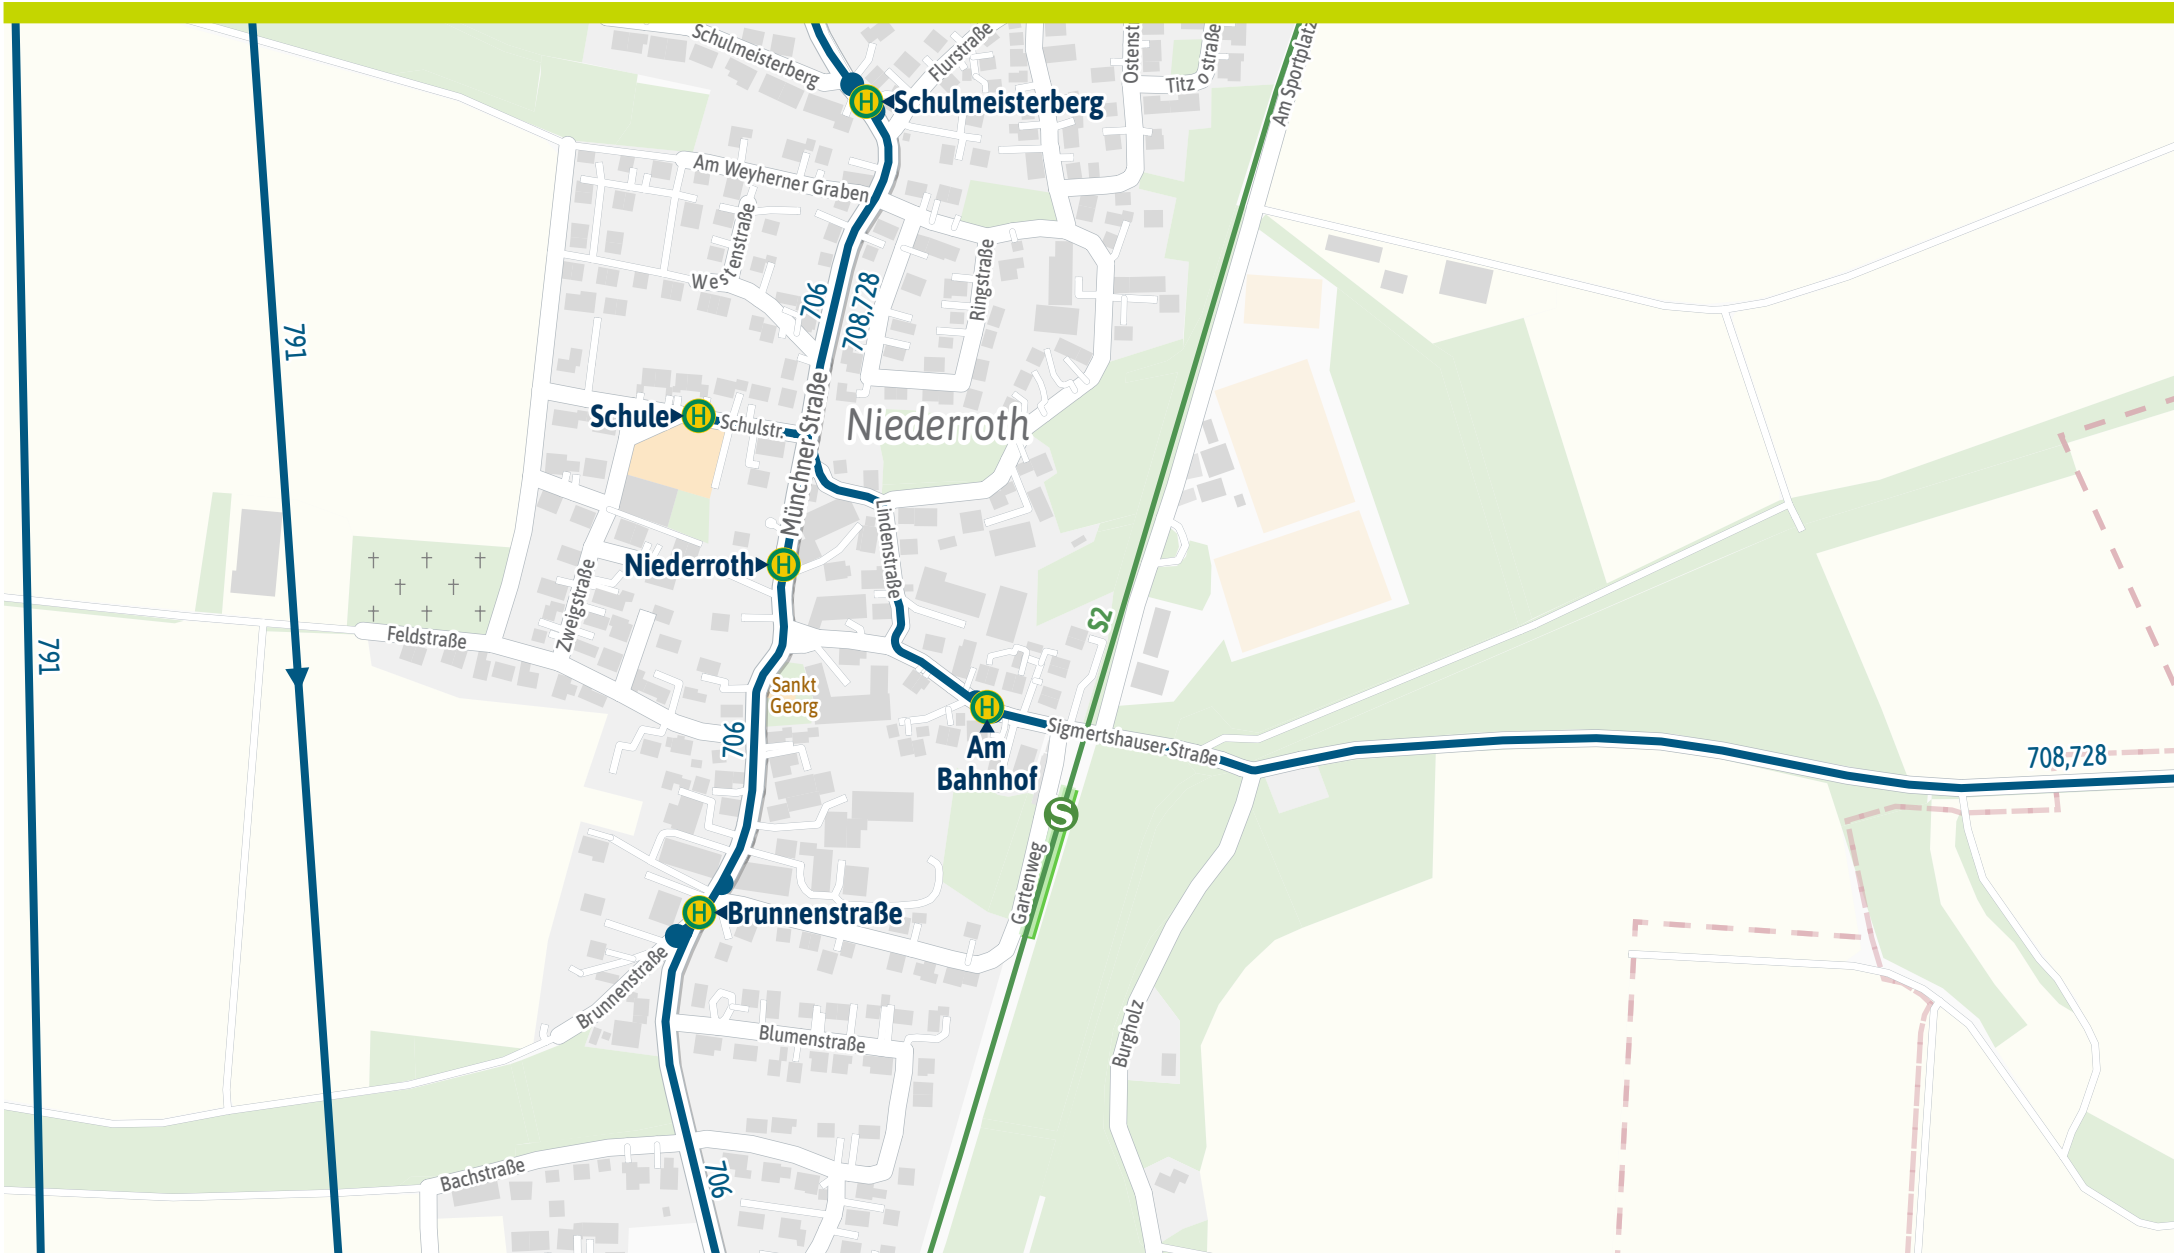 Schulmeisterberg
Flurstraße
Ostenst
Titz
o
straße
Am Sportplatz
H
Schulmeisterberg
Am Weyherner Graben
Westenstraße
Ringstraße
706
708,728
791
Münchner Straße
Schule
H
Schulstr.
Niederroth
Lindenstraße
Niederroth
H
Zweigstraße
Feldstraße
S2
791
Sankt
Georg
706
H
Am
Bahnhof
Sigmertshauser Straße
708,728
S
Gartenweg
H
Brunnenstraße
Brunnenstraße
Blumenstraße
Burgholz
Bachstraße
706